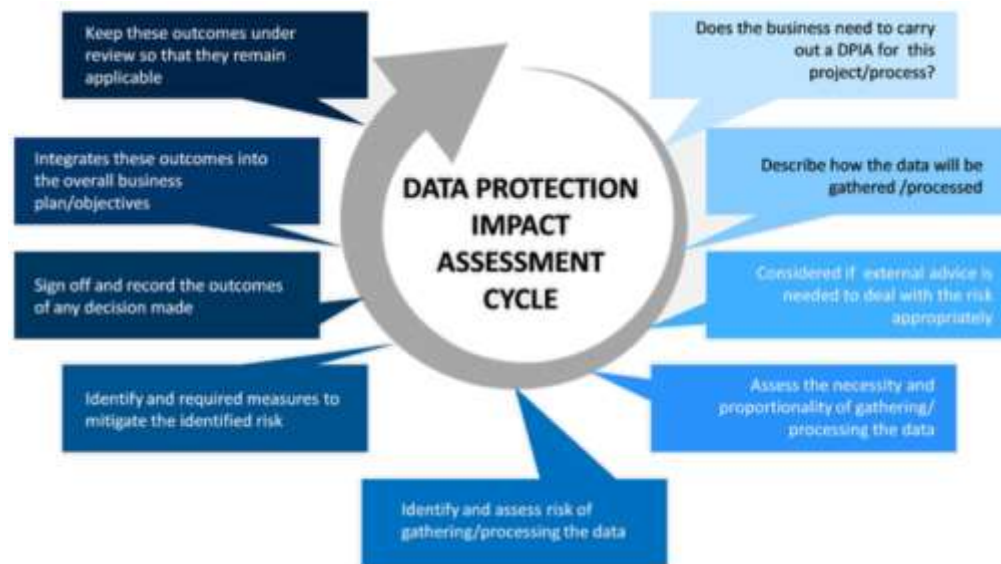 Keep these outcomes under
review so that they remain
applicable
Does the business need to carry
out a DPIA for this
project/process?
Integrates these outcomes into
the overall business
plan/objectives
Describe how the data will be
gathered /processed
DATA PROTECTION
IMPACT
ASSESSMENT
CYCLE
Sign off and record the outcomes
of any decision made
Considered if external advice is
needed to deal with the risk
appropriately
Identify and required measures to
mitigate the identified risk
Assess the necessity and
proportionality of gathering/
processing the data
Identify and assess risk of
gathering/processing the data